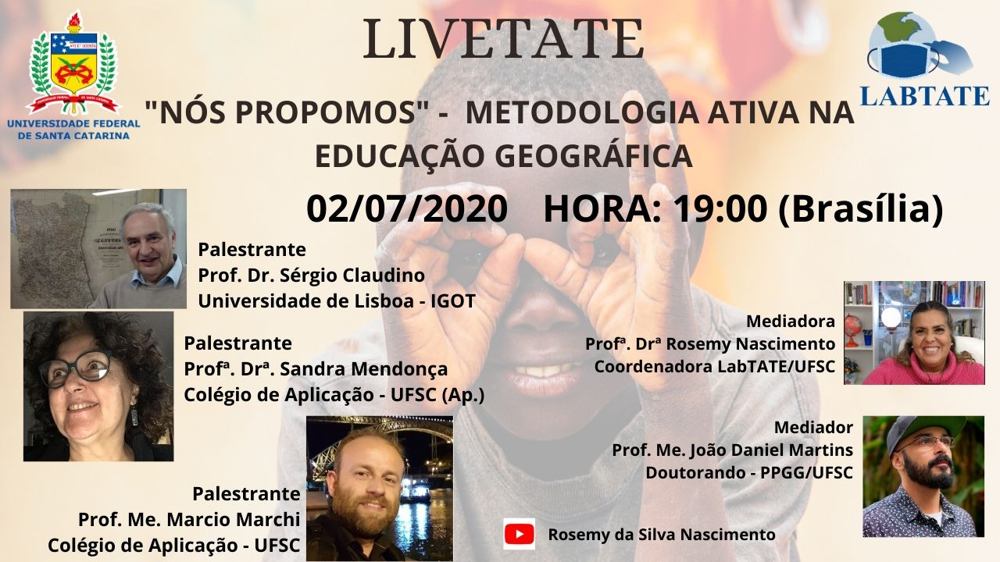 LIVETATE
ARS ET SCIENTIA
UNIVERSIDADE FEDERAL
DE SANTA CATARINA
LABTATE
"NÓS PROPOMOS" - METODOLOGIA ATIVA NA
EDUCAÇÃO GEOGRÁFICA
02/07/2020 HORA: 19:00 (Brasília)
Palestrante
Prof. Dr. Sérgio Claudino
Universidade de Lisboa - IGOT
Palestrante
Profª. Drª. Sandra Mendonça
Colégio de Aplicação - UFSC (Ap.)
Palestrante
Prof. Me. Marcio Marchi
Colégio de Aplicação - UFSC
Mediadora
Profª. Drª Rosemy Nascimento
Coordenadora LabTATE/UFSC
Mediador
Prof. Me. João Daniel Martins
Doutorando - PPGG/UFSC
Rosemy da Silva Nascimento